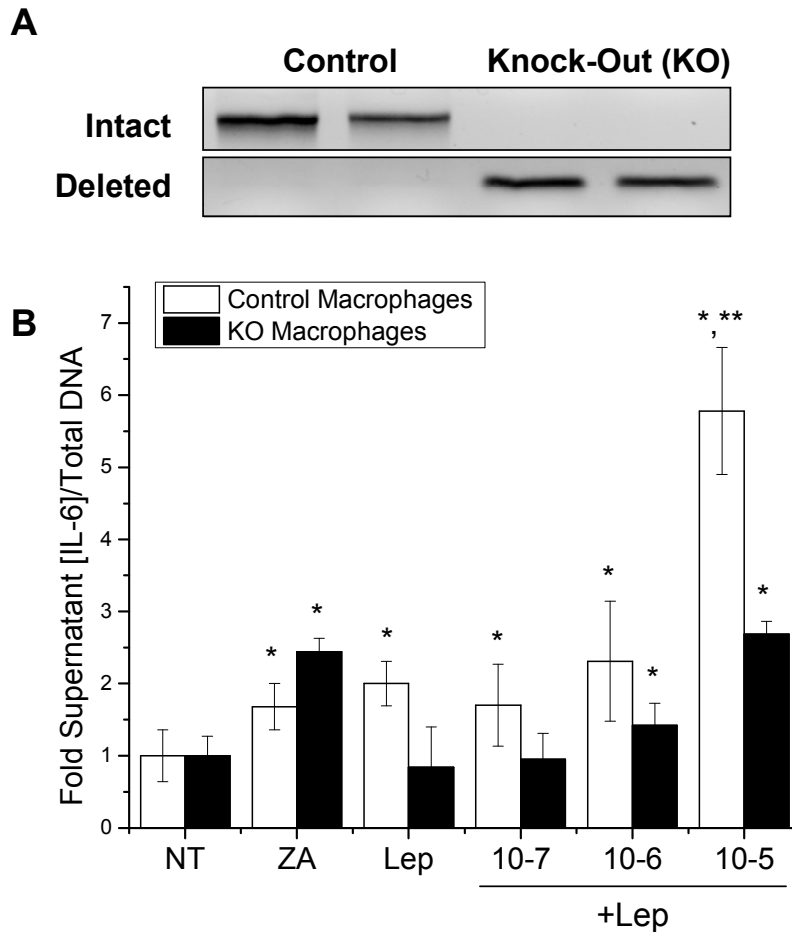 A
Control Knock-Out (KO)
Intact
Deleted
B
Control Macrophages
KO Macrophages
Fold Supernatant [IL-6]/Total DNA
7
6
5
4
3
2
1
0
* * * * * * *,** *
NT ZA Lep 10-7 10-6 10-5
+Lep